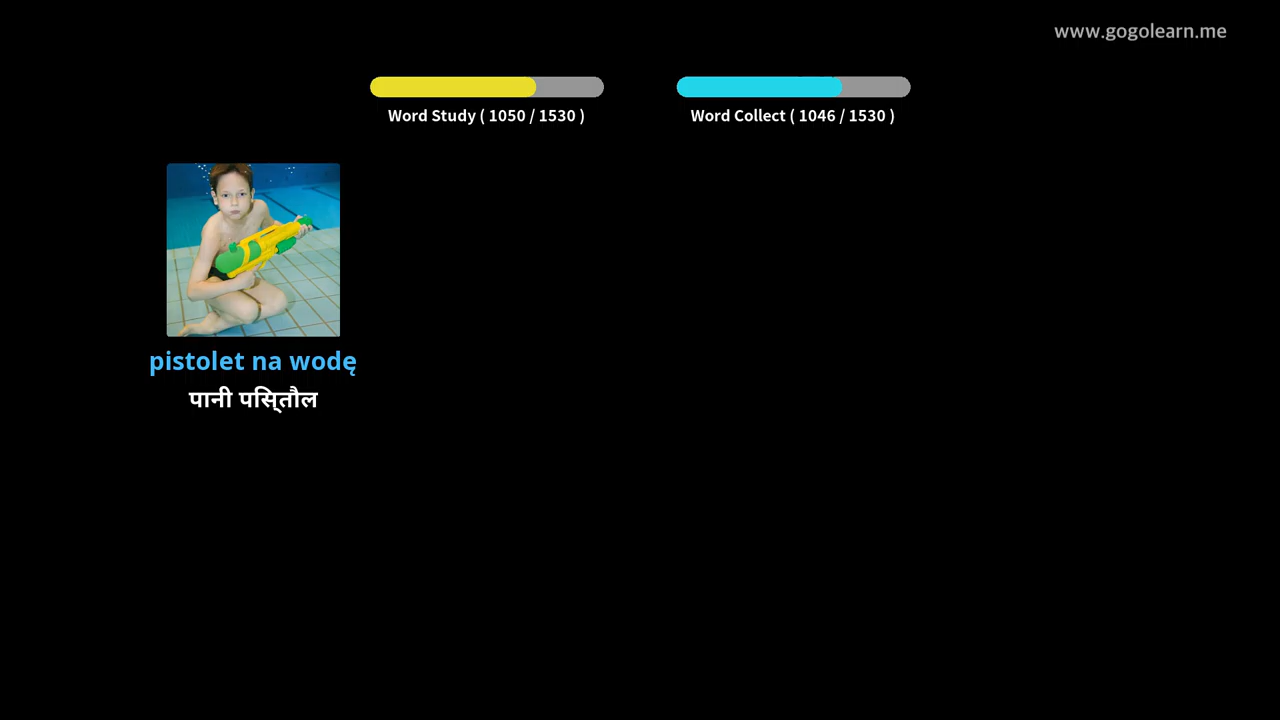 www.gogolearn.me
Word Study ( 1050 / 1530 )
Word Collect ( 1046 / 1530 )
pistolet na wodę
पानी पिस्तौल